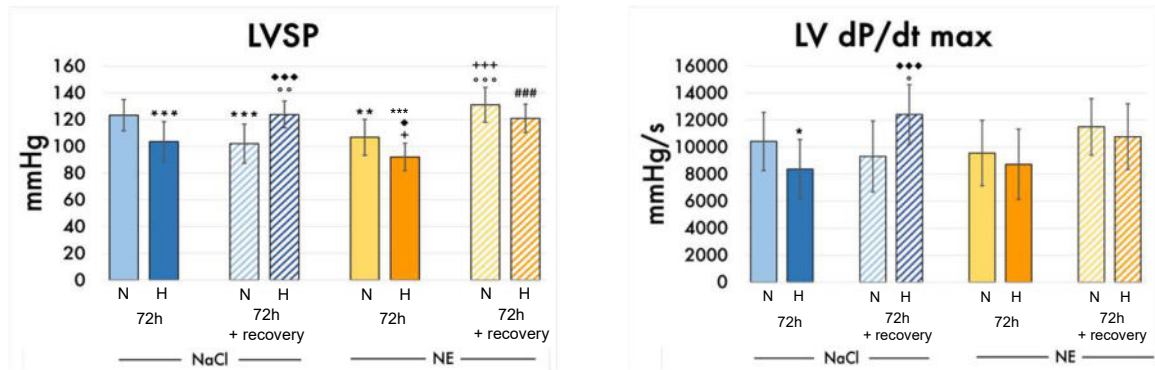 LVSP
mmHg
160
140
120
100
80
60
40
20
0
***
***
◆◆◆
°°
**
***
◆
+
+++
°°°
###
N H N H N H N H
72h 72h 72h 72h
+ recovery + recovery
NaCl NE
LV dP/dt max
mmHg/s
16000
14000
12000
10000
8000
6000
4000
2000
0
*
◆◆◆
°
N H N H N H N H
72h 72h 72h 72h
+ recovery + recovery
NaCl NE